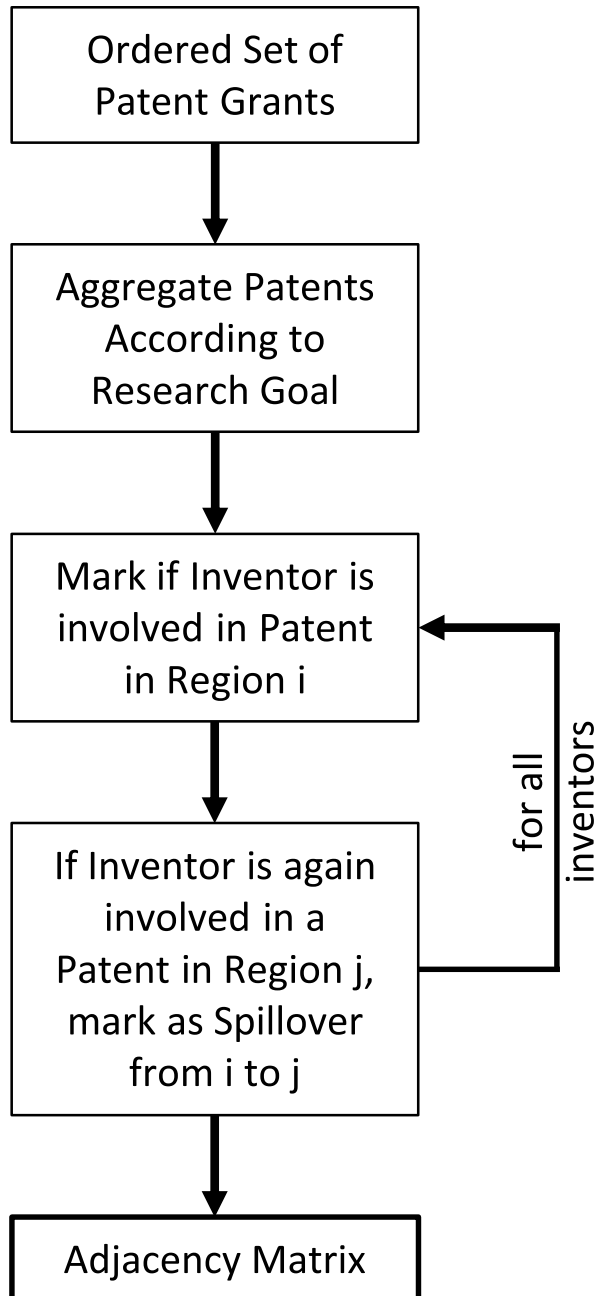 Ordered Set of
Patent Grants
Aggregate Patents
According to
Research Goal
Mark if Inventor is
involved in Patent
in Region i
for all
inventors
If Inventor is again
involved in a
Patent in Region j,
mark as Spillover
from i to j
Adjacency Matrix